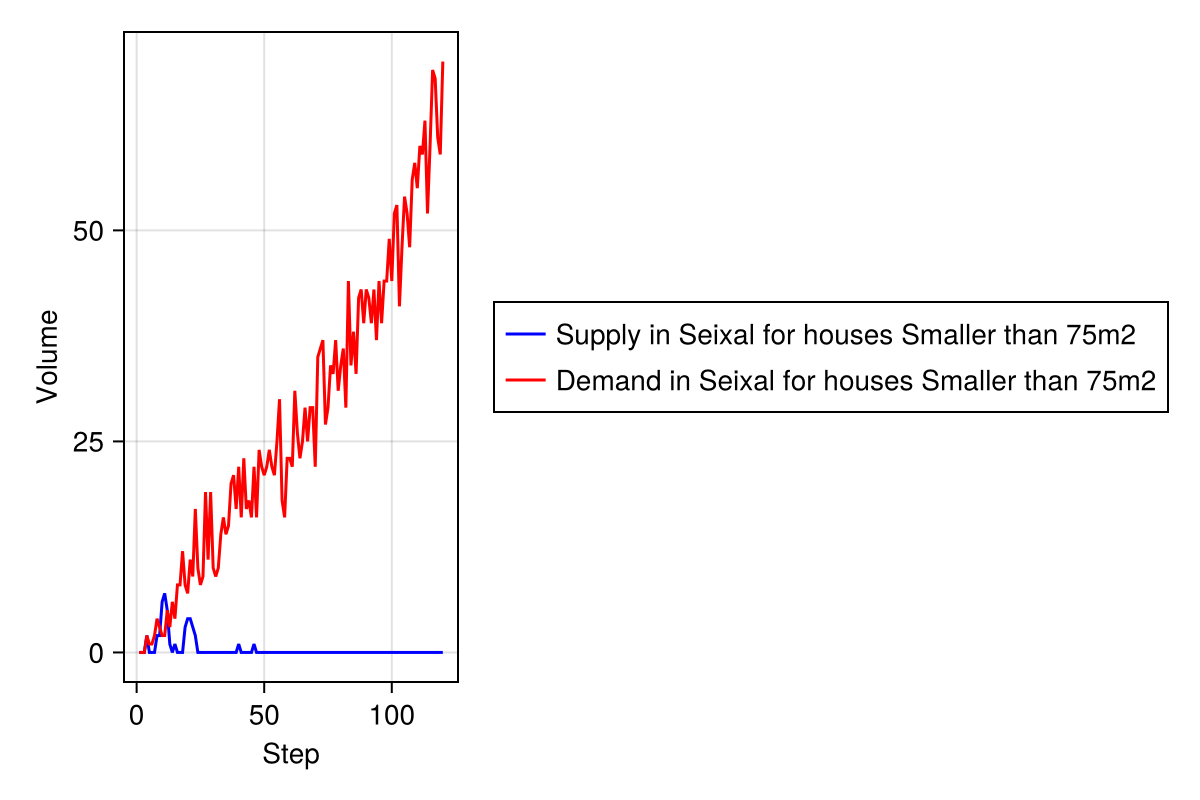 Volume
50
25
0
0 50 100
Step
Supply in Seixal for houses Smaller than 75m2
Demand in Seixal for houses Smaller than 75m2